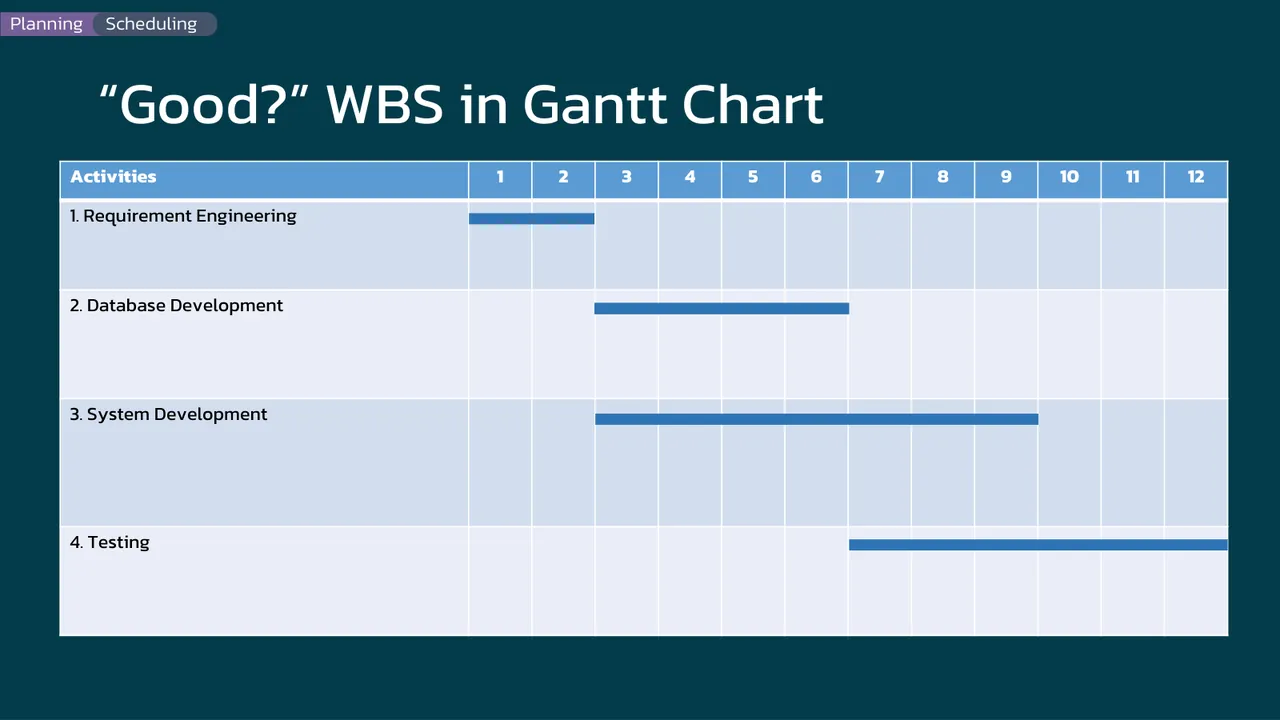 Planning Scheduling
“Good?” WBS in Gantt Chart
Activities 1 2 3 4 5 6 7 8 9 10 11 12
1. Requirement Engineering
2. Database Development
3. System Development
4. Testing